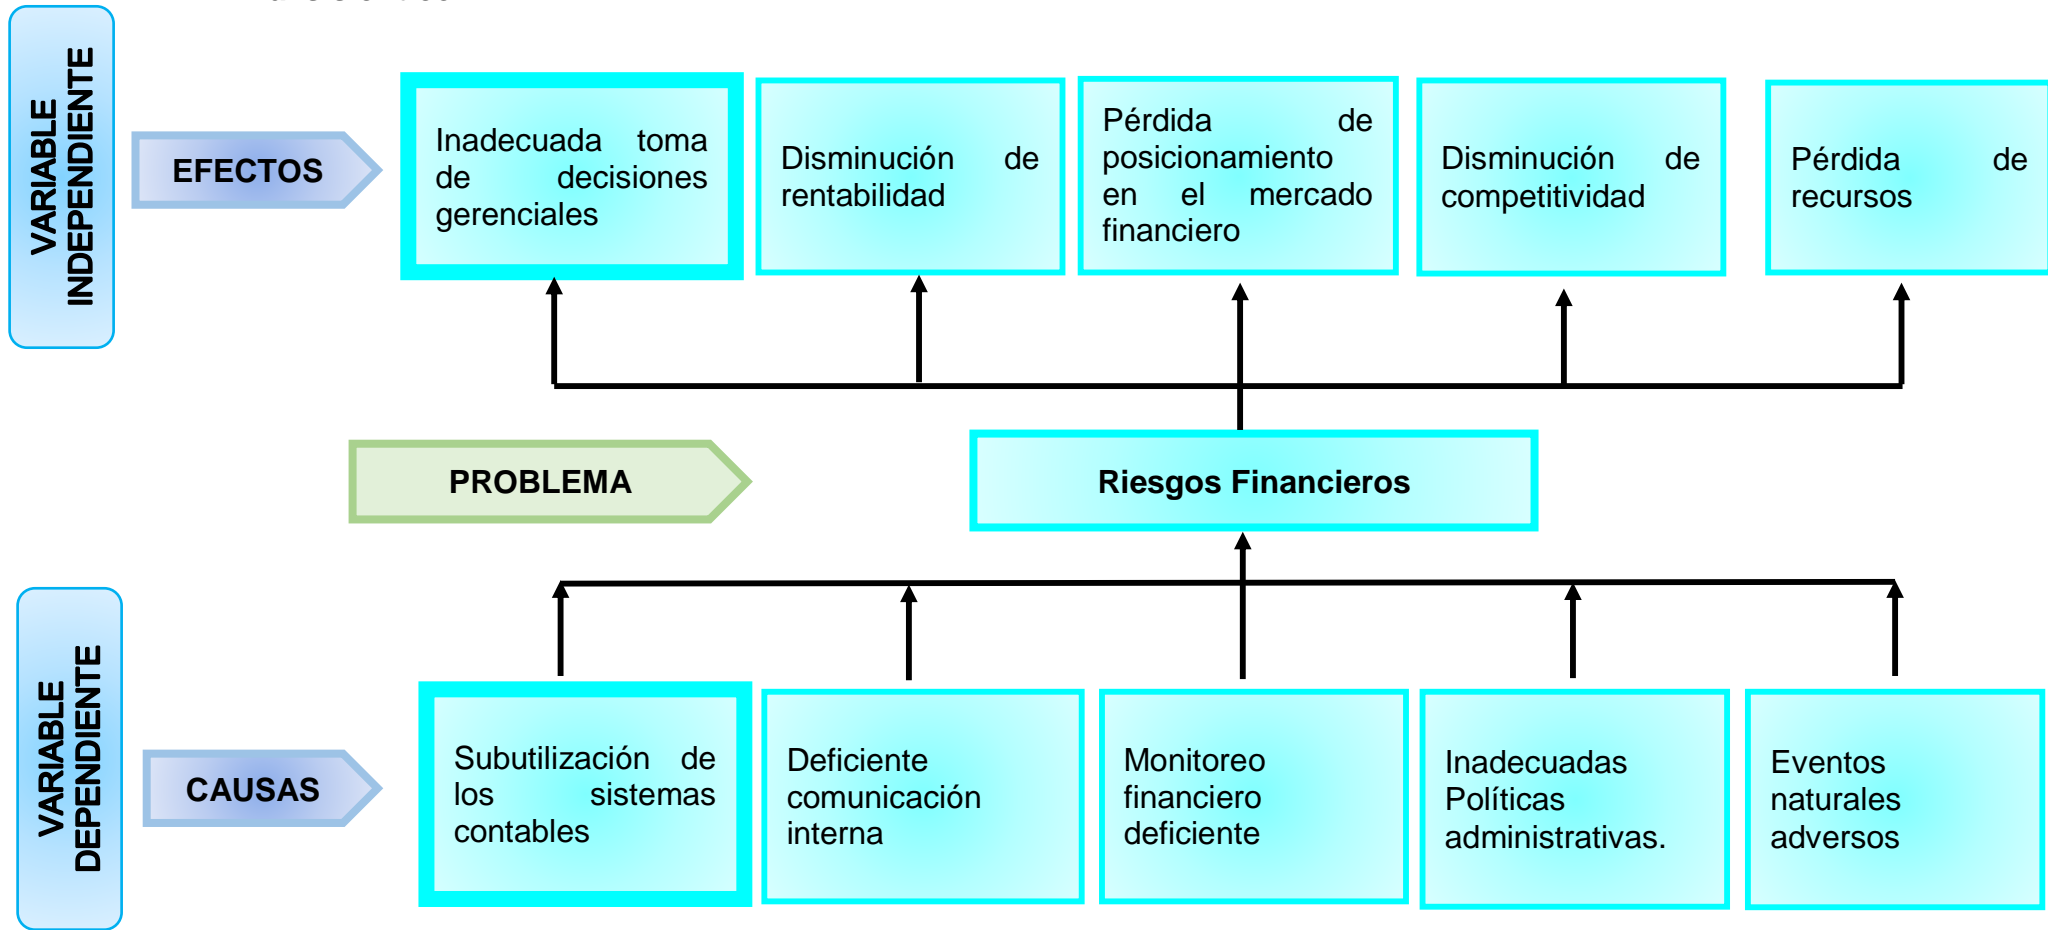 VARIABLE
INDEPENDIENTE
EFECTOS
Inadecuada toma
de decisiones
gerenciales
Disminución de
rentabilidad
Pérdida de
posicionamiento
en el mercado
financiero
Disminución de
competitividad
Pérdida de
recursos
PROBLEMA
Riesgos Financieros
VARIABLE
DEPENDIENTE
CAUSAS
Subutilización de
los sistemas
contables
Deficiente
comunicación
interna
Monitoreo
financiero
deficiente
Inadecuadas
Políticas
administrativas.
Eventos
naturales
adversos